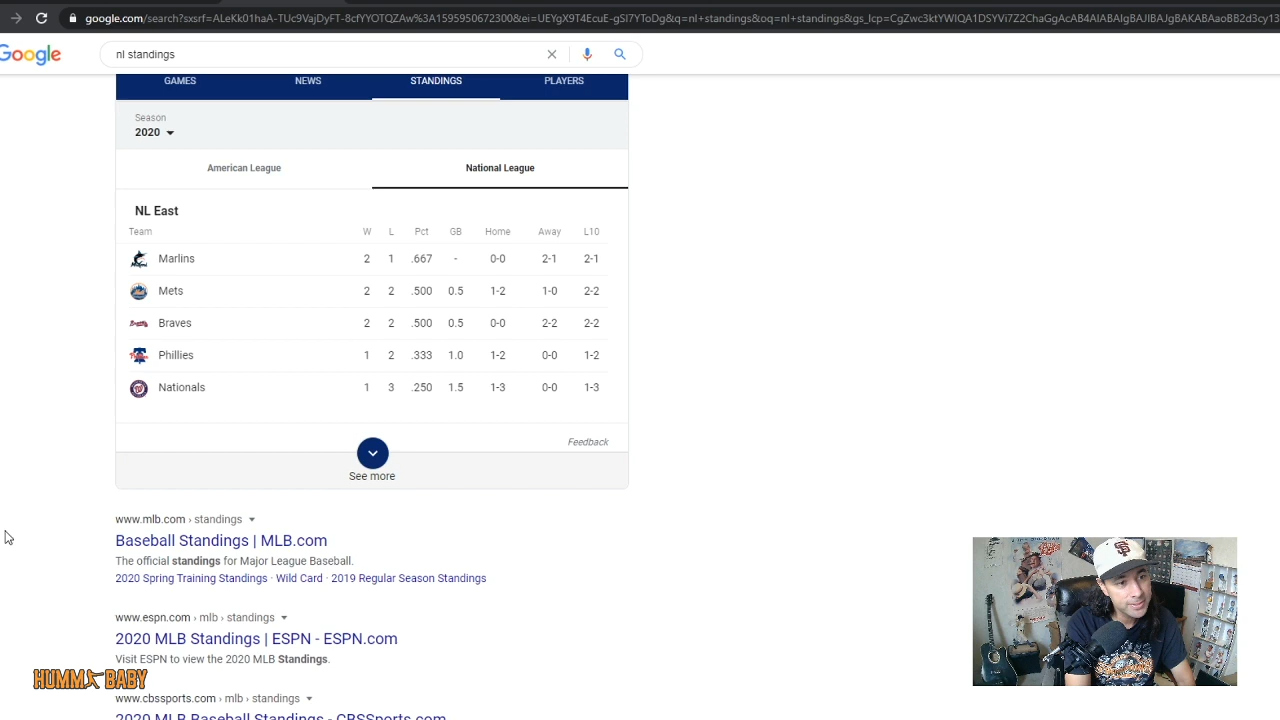 google.com/search?sxsrf=ALeKk01haA-TUc9VajDyFT-8cfYYOTQZAw%3A1595950672300&ei=UEYgX9T4EcuE-gSI7YToDg&q=nl+standings&oq=nl+standings&gs_lcp=
Google
nl standings
GAMES NEWS STANDINGS PLAYERS
Season
2020
American League National League
NL East
Team W L Pct GB Home Away L10
Marlins 2 1 .667 - 0-0 2-1 2-1
Mets 2 2 .500 0.5 1-2 1-0 2-2
Braves 2 2 .500 0.5 0-0 2-2 2-2
Phillies 1 2 .333 1.0 1-2 0-0 1-2
Nationals 1 3 .250 1.5 1-3 0-0 1-3
Feedback
See more
www.mlb.com › standings
Baseball Standings | MLB.com
The official standings for Major League Baseball.
2020 Spring Training Standings · Wild Card · 2019 Regular Season Standings
www.espn.com › mlb › standings
2020 MLB Standings | ESPN - ESPN.com
Visit ESPN to view the 2020 MLB Standings.
HUMM BABY
www.cbssports.com › mlb › standings
2020 MLB Baseball Standings - CBSSports.com